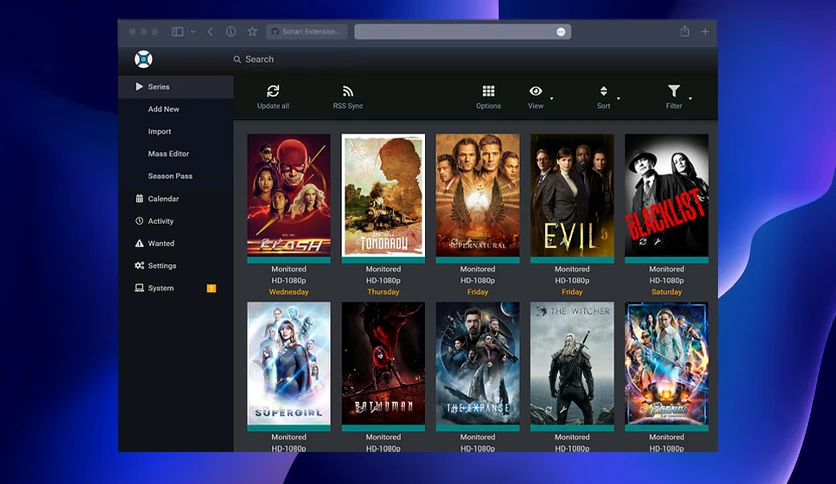 Sonarr Extension...
Search
Series
Add New
Import
Mass Editor
Season Pass
Calendar
Activity
Wanted
Settings
System
1
Update all
RSS Sync
Options
View
Sort
Filter
FLASH
TOMORROW
SUPERNATURAL
EVIL
BLACKLIST
Monitored
HD-1080p
Wednesday
Monitored
HD-1080p
Thursday
Monitored
HD-1080p
Friday
Monitored
HD-1080p
Friday
Monitored
HD-1080p
Saturday
SUPERGIRL
BATWOMAN
THE EXPANSE
THE WITCHER
LEGENDS
Monitored
HD-1080p
Monitored
HD-1080p
Monitored
HD-1080p
Monitored
HD-1080p
Monitored
HD-1080p